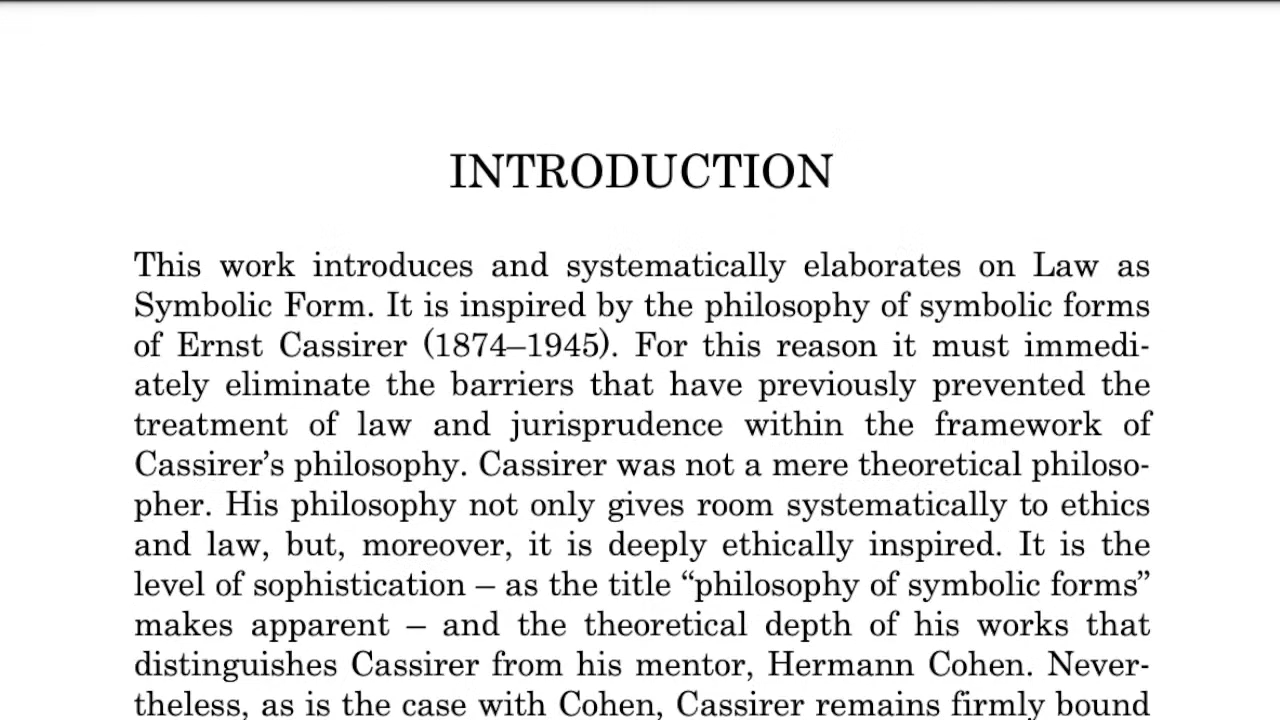 INTRODUCTION
This work introduces and systematically elaborates on Law as
Symbolic Form. It is inspired by the philosophy of symbolic forms
of Ernst Cassirer (1874–1945). For this reason it must immedi-
ately eliminate the barriers that have previously prevented the
treatment of law and jurisprudence within the framework of
Cassirer’s philosophy. Cassirer was not a mere theoretical philoso-
pher. His philosophy not only gives room systematically to ethics
and law, but, moreover, it is deeply ethically inspired. It is the
level of sophistication – as the title “philosophy of symbolic forms”
makes apparent – and the theoretical depth of his works that
distinguishes Cassirer from his mentor, Hermann Cohen. Never-
theless, as is the case with Cohen, Cassirer remains firmly bound